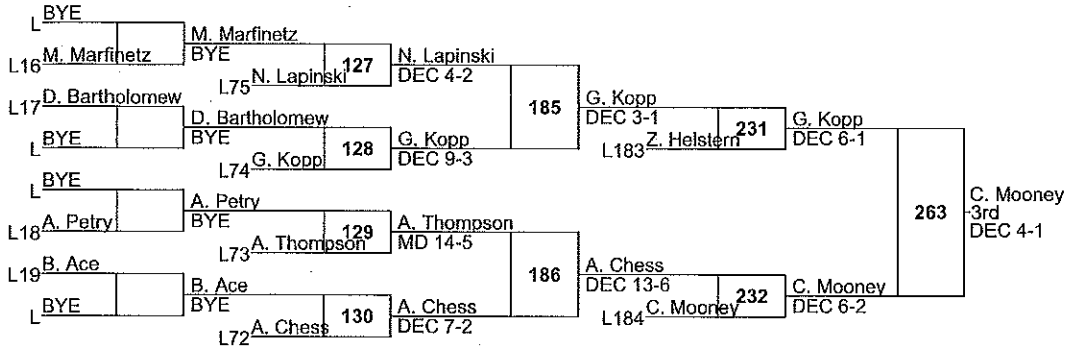 BYE
L
M. Marfinetz
BYE
L16 M. Marfinetz
127
N. Lapinski
DEC 4-2
L75 N. Lapinski
L17 D. Bartholomew
185
G. Kopp
DEC 3-1
D. Bartholomew
BYE
L BYE
128
G. Kopp
DEC 9-3
L74 G. Kopp
231
G. Kopp
DEC 6-1
L183 Z. Helstern
L BYE
A. Petry
BYE
L18 A. Petry
129
A. Thompson
MD 14-5
L73 A. Thompson
263
C. Mooney
3rd
DEC 4-1
L19 B. Ace
186
A. Chess
DEC 13-6
B. Ace
BYE
L BYE
130
A. Chess
DEC 7-2
L72 A. Chess
232
C. Mooney
DEC 6-2
L184 C. Mooney